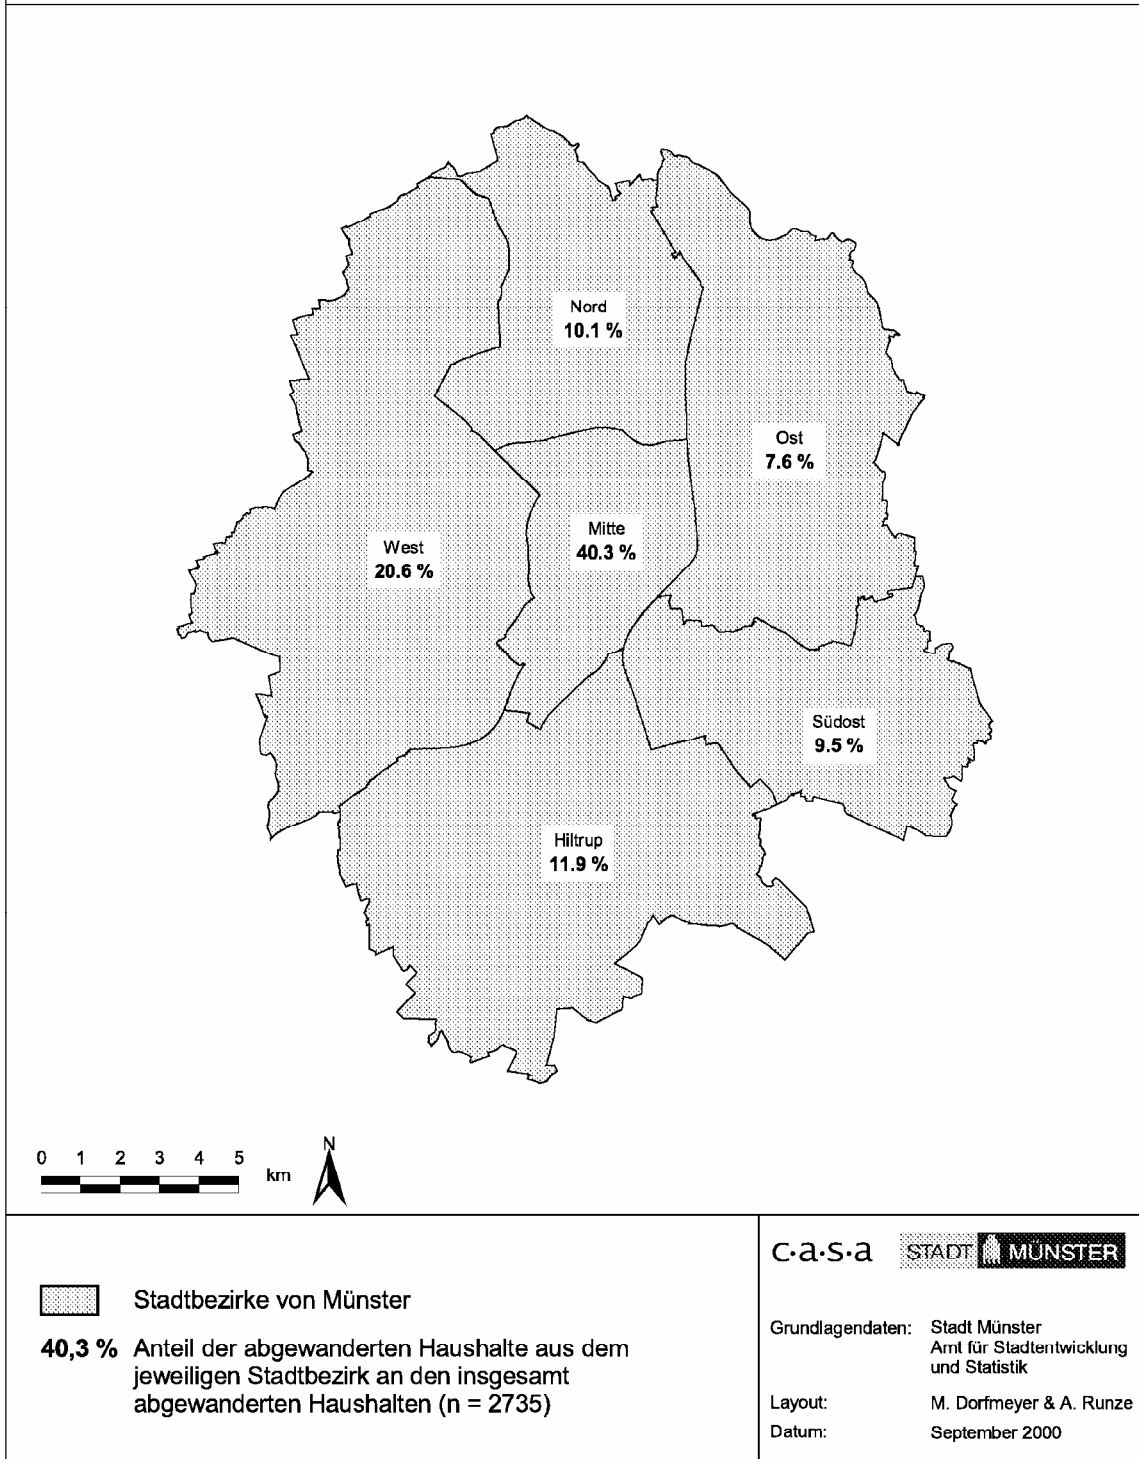 Nord
10.1 %
Ost
7.6 %
Mitte
40.3 %
West
20.6 %
Südost
9.5 %
Hiltrup
11.9 %
N
0 1 2 3 4 5
km
c·a·s·a STADT MÜNSTER
Stadtbezirke von Münster
40,3 % Anteil der abgewanderten Haushalte aus dem
jeweiligen Stadtbezirk an den insgesamt
abgewanderten Haushalten (n = 2735)
Grundlagendaten: Stadt Münster
Amt für Stadtentwicklung
und Statistik
Layout: M. Dorfmeyer & A. Runze
Datum: September 2000